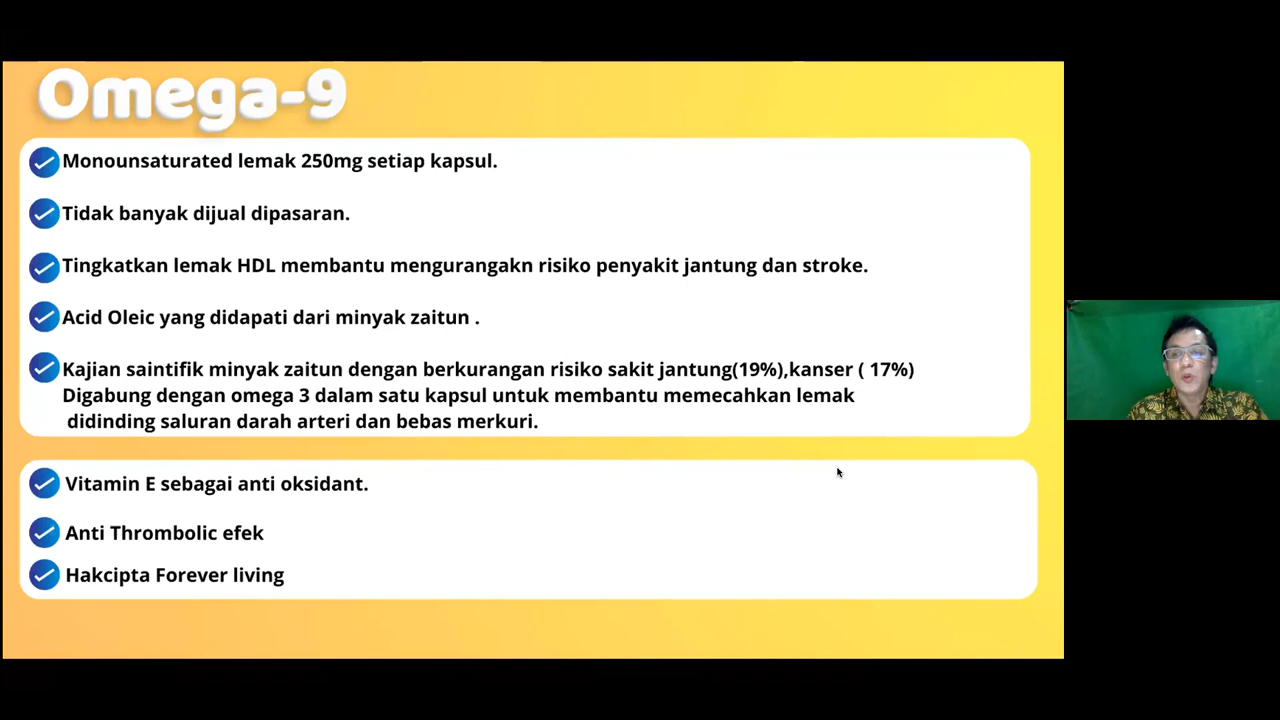 Omega-9
Monounsaturated lemak 250mg setiap kapsul.
Tidak banyak dijual dipasaran.
Tingkatkan lemak HDL membantu mengurangakn risiko penyakit jantung dan stroke.
Acid Oleic yang didapati dari minyak zaitun .
Kajian saintifik minyak zaitun dengan berkurangan risiko sakit jantung(19%),kanser ( 17%)
Digabung dengan omega 3 dalam satu kapsul untuk membantu memecahkan lemak
didinding saluran darah arteri dan bebas merkuri.
Vitamin E sebagai anti oksidant.
Anti Thrombolic efek
Hakcipta Forever living